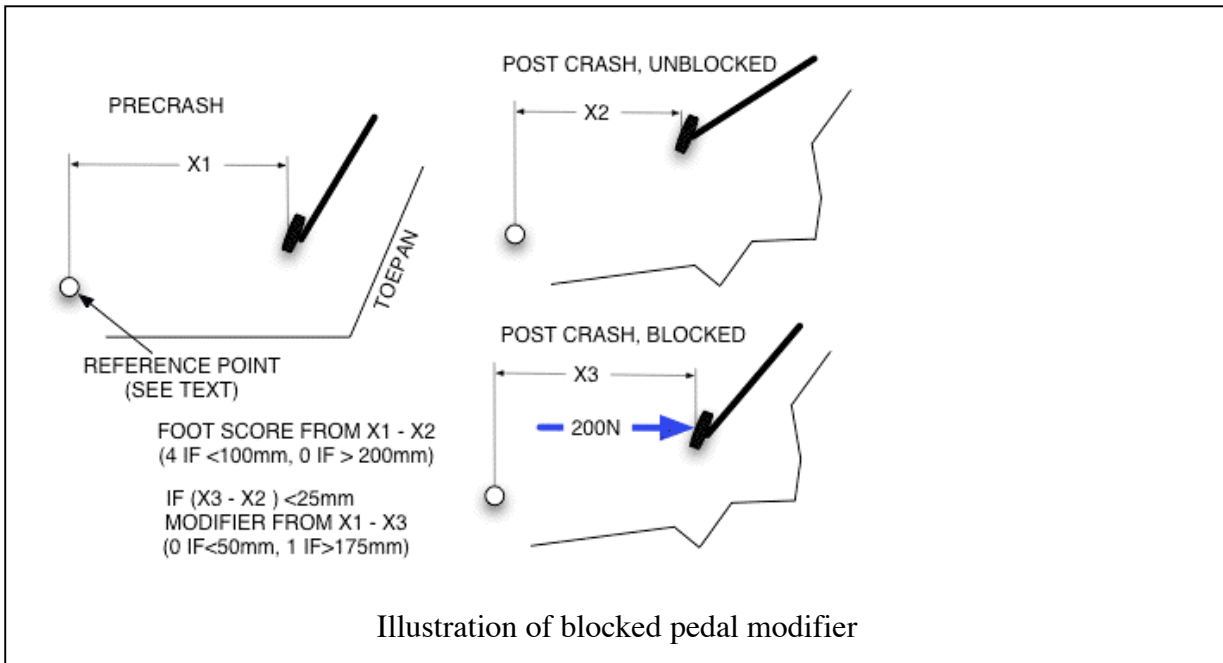 PRECRASH
X1
TOEPAN
REFERENCE POINT
(SEE TEXT)
POST CRASH, UNBLOCKED
X2
POST CRASH, BLOCKED
X3
200N
FOOT SCORE FROM X1 - X2
(4 IF <100mm, 0 IF > 200mm)
IF (X3 - X2 ) <25mm
MODIFIER FROM X1 - X3
(0 IF<50mm, 1 IF>175mm)
Illustration of blocked pedal modifier